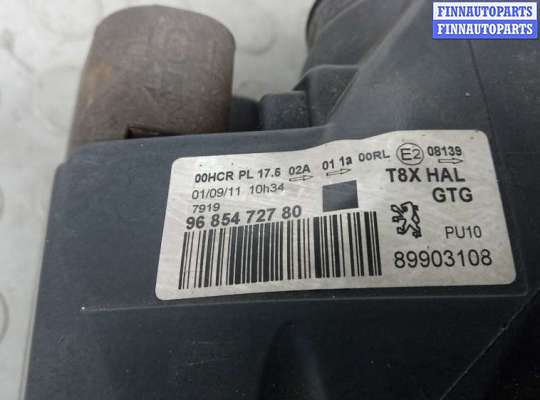 FINNAUTOPARTS
FINNAUTOPARTS
00HCR PL 17.5 02A 01 1a 00RL E2 08139
01/09/11 10h34
7919
96 854 727 80
T8X HAL
GTG
PU10
89903108